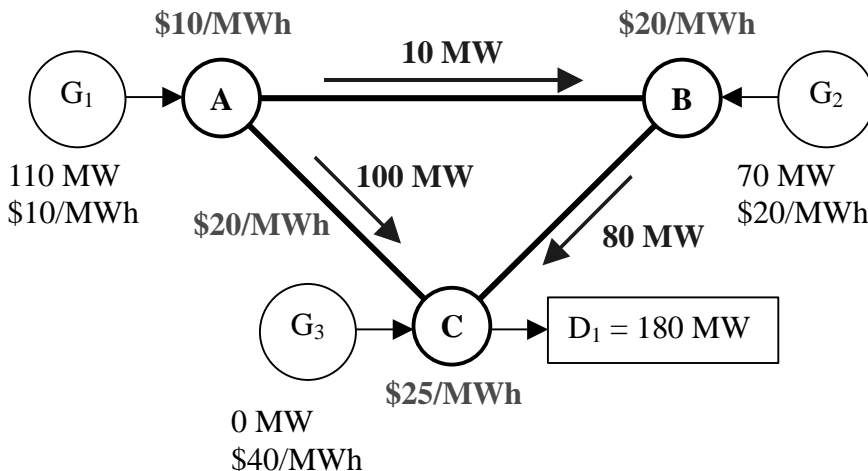 $10/MWh
$20/MWh
10 MW
G1
A
B
G2
110 MW
$10/MWh
100 MW
70 MW
$20/MWh
$20/MWh
80 MW
G3
C
D1 = 180 MW
$25/MWh
0 MW
$40/MWh